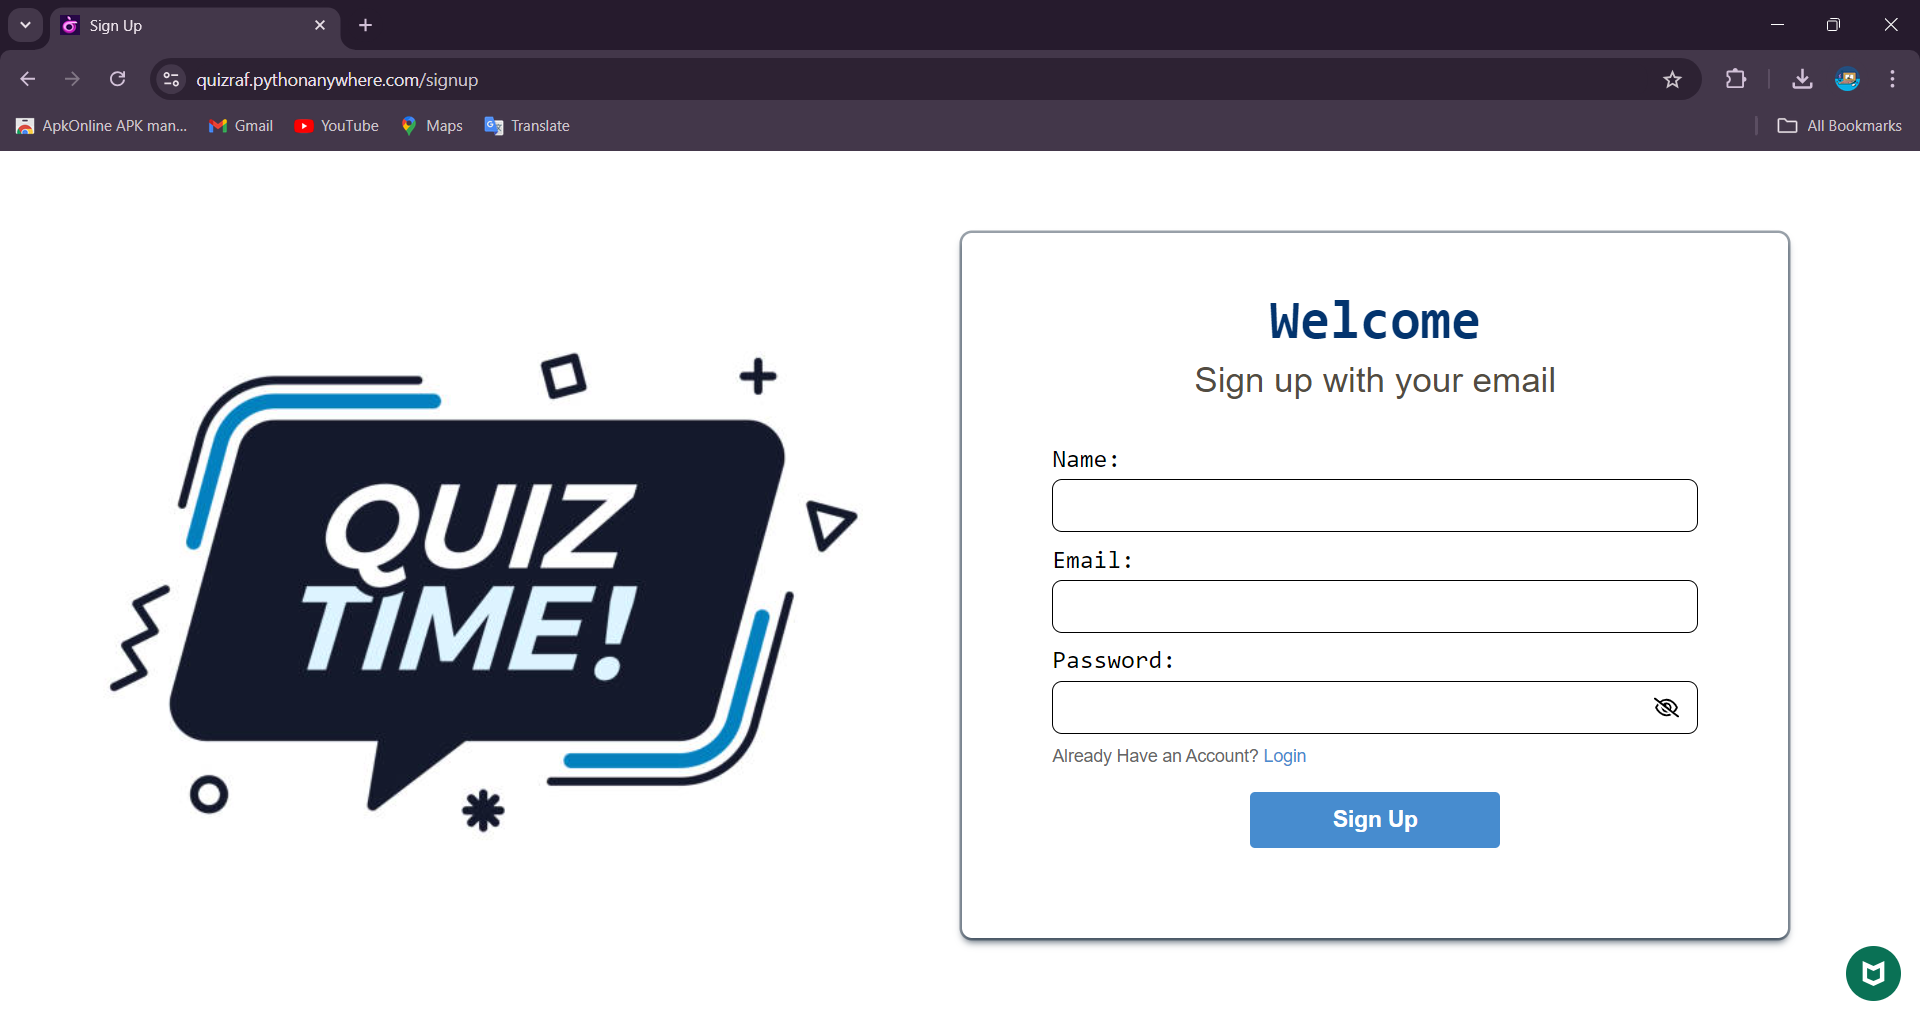 Sign Up
quizraf.pythonanywhere.com/signup
ApkOnline APK man... Gmail YouTube Maps Translate All Bookmarks
QUIZ
TIME!
Welcome
Sign up with your email
Name:
Email:
Password:
Already Have an Account? Login
Sign Up